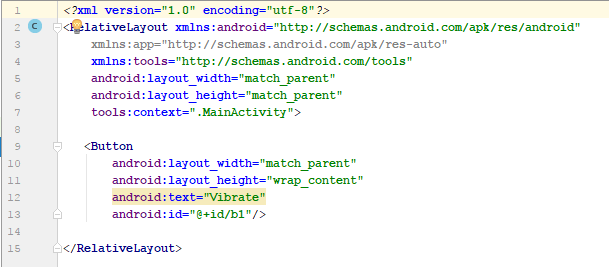 1 <?xml version="1.0" encoding="utf-8"?>
2 C <RelativeLayout xmlns:android="http://schemas.android.com/apk/res/android"
3 xmlns:app="http://schemas.android.com/apk/res-auto"
4 xmlns:tools="http://schemas.android.com/tools"
5 android:layout_width="match_parent"
6 android:layout_height="match_parent"
7 tools:context=".MainActivity">
8
9 <Button
10 android:layout_width="match_parent"
11 android:layout_height="wrap_content"
12 android:text="Vibrate"
13 android:id="@+id/b1"/>
14
15 </RelativeLayout>